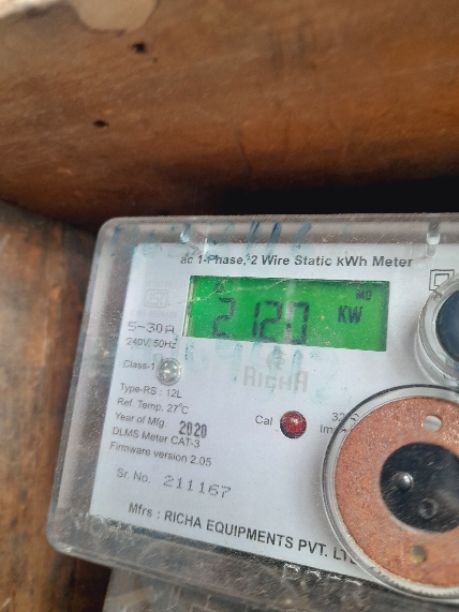 ac 1-Phase, 2 Wire Static kWh Meter
MD
2.120 KW
5-30A
240V, 50Hz
Class-1
RICHA
Type-RS : 12L
Ref. Temp. 27°C
Cal
Year of Mfg. 2020
DLMS Meter CAT-3
Firmware version 2.05
Sr. No. 211167
Mfrs : RICHA EQUIPMENTS PVT.